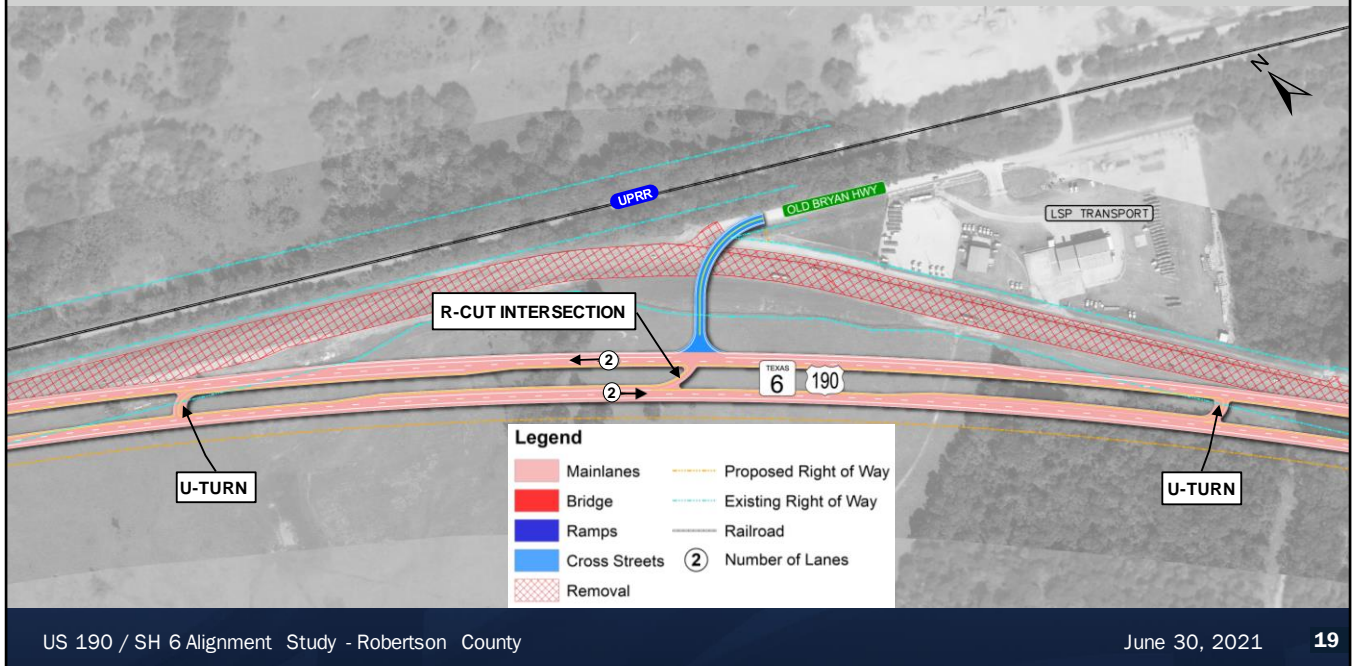 N
UPRR
OLD BRYAN HWY
LSP TRANSPORT
R-CUT INTERSECTION
2
TEXAS
6
190
2
U-TURN
U-TURN
Legend
Mainlanes
Bridge
Ramps
Cross Streets
Removal
Proposed Right of Way
Existing Right of Way
Railroad
2 Number of Lanes
US 190 / SH 6 Alignment Study - Robertson County
June 30, 2021 19